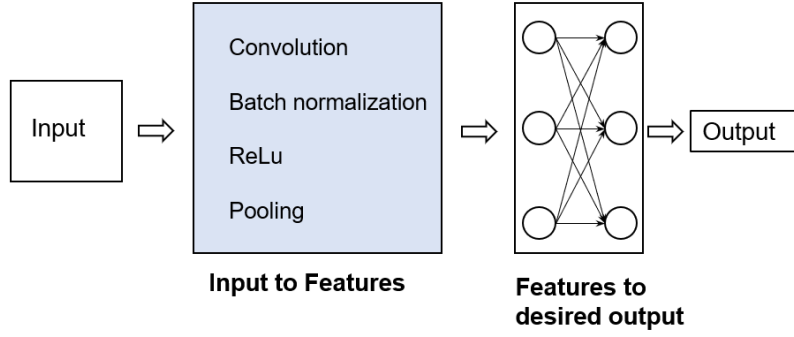 Input
Convolution
Batch normalization
ReLu
Pooling
Output
Input to Features
Features to
desired output